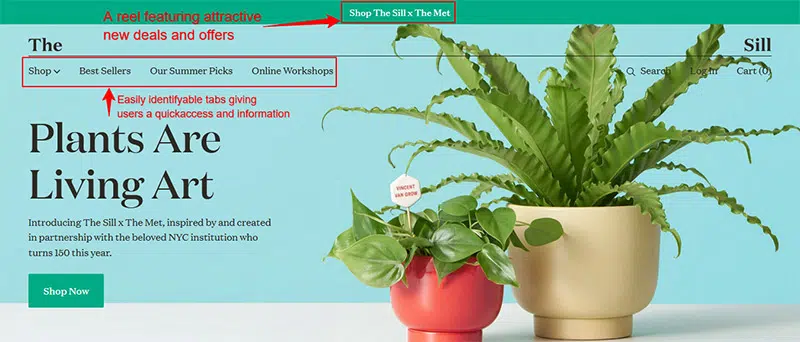 A reel featuring attractive
new deals and offers
Shop The Sill x The Met
The Sill
Shop Best Sellers Our Summer Picks Online Workshops Search Log In Cart (0)
Easily identifyable tabs giving
users a quickaccess and information
Plants Are
Living Art
VINCENT
VAN GROW
Introducing The Sill x The Met, inspired by and created
in partnership with the beloved NYC institution who
turns 150 this year.
Shop Now